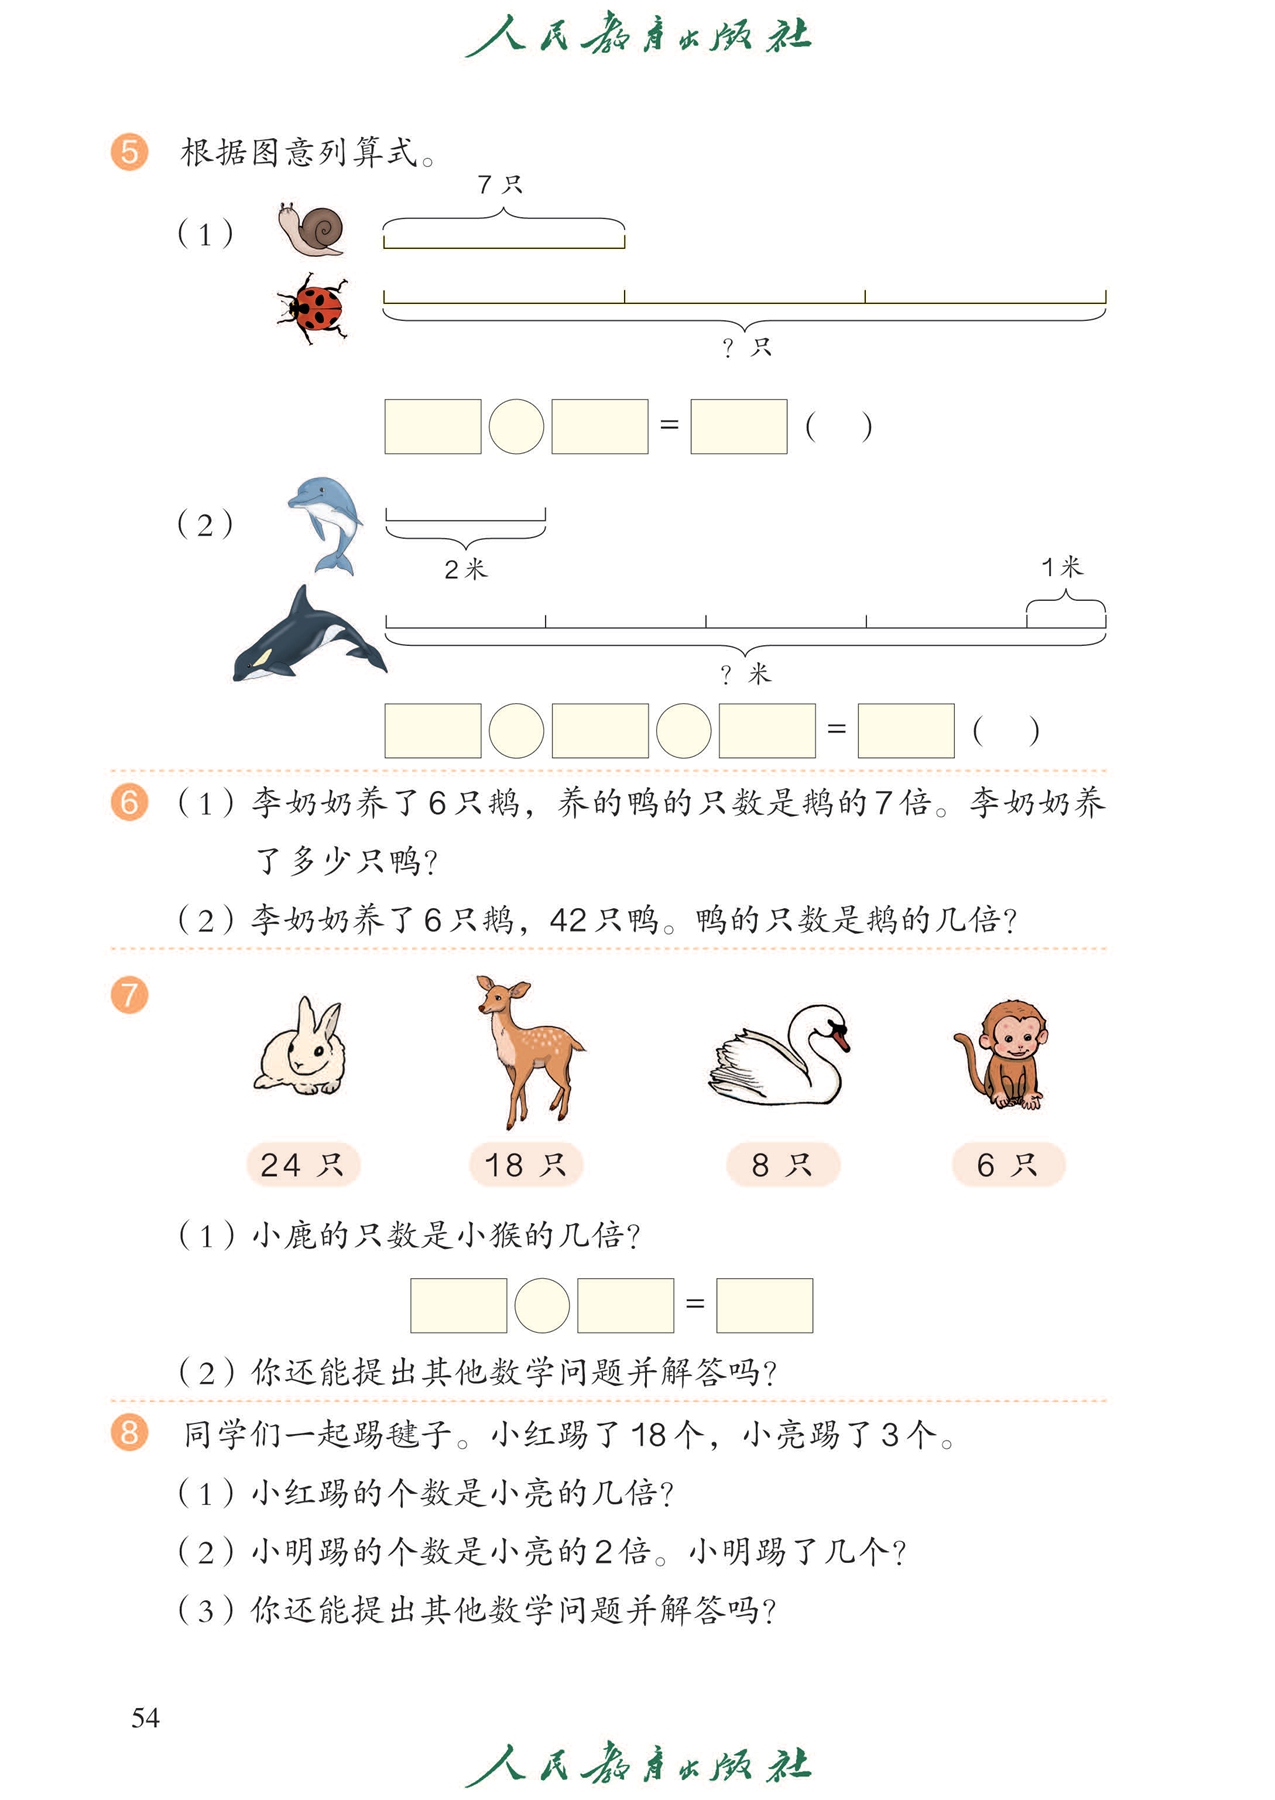 人民教育出版社
5 根据图意列算式。
7 只
（1）
? 只
= （ ）
（2）
2 米
1 米
? 米
= （ ）
6 （1）李奶奶养了 6 只鹅，养的鸭的只数是鹅的 7 倍。李奶奶养
了多少只鸭？
（2）李奶奶养了 6 只鹅，42 只鸭。鸭的只数是鹅的几倍？
7
24 只 18 只 8 只 6 只
（1）小鹿的只数是小猴的几倍？
=
（2）你还能提出其他数学问题并解答吗？
8 同学们一起踢毽子。小红踢了 18 个，小亮踢了 3 个。
（1）小红踢的个数是小亮的几倍？
（2）小明踢的个数是小亮的 2 倍。小明踢了几个？
（3）你还能提出其他数学问题并解答吗？
54
人民教育出版社